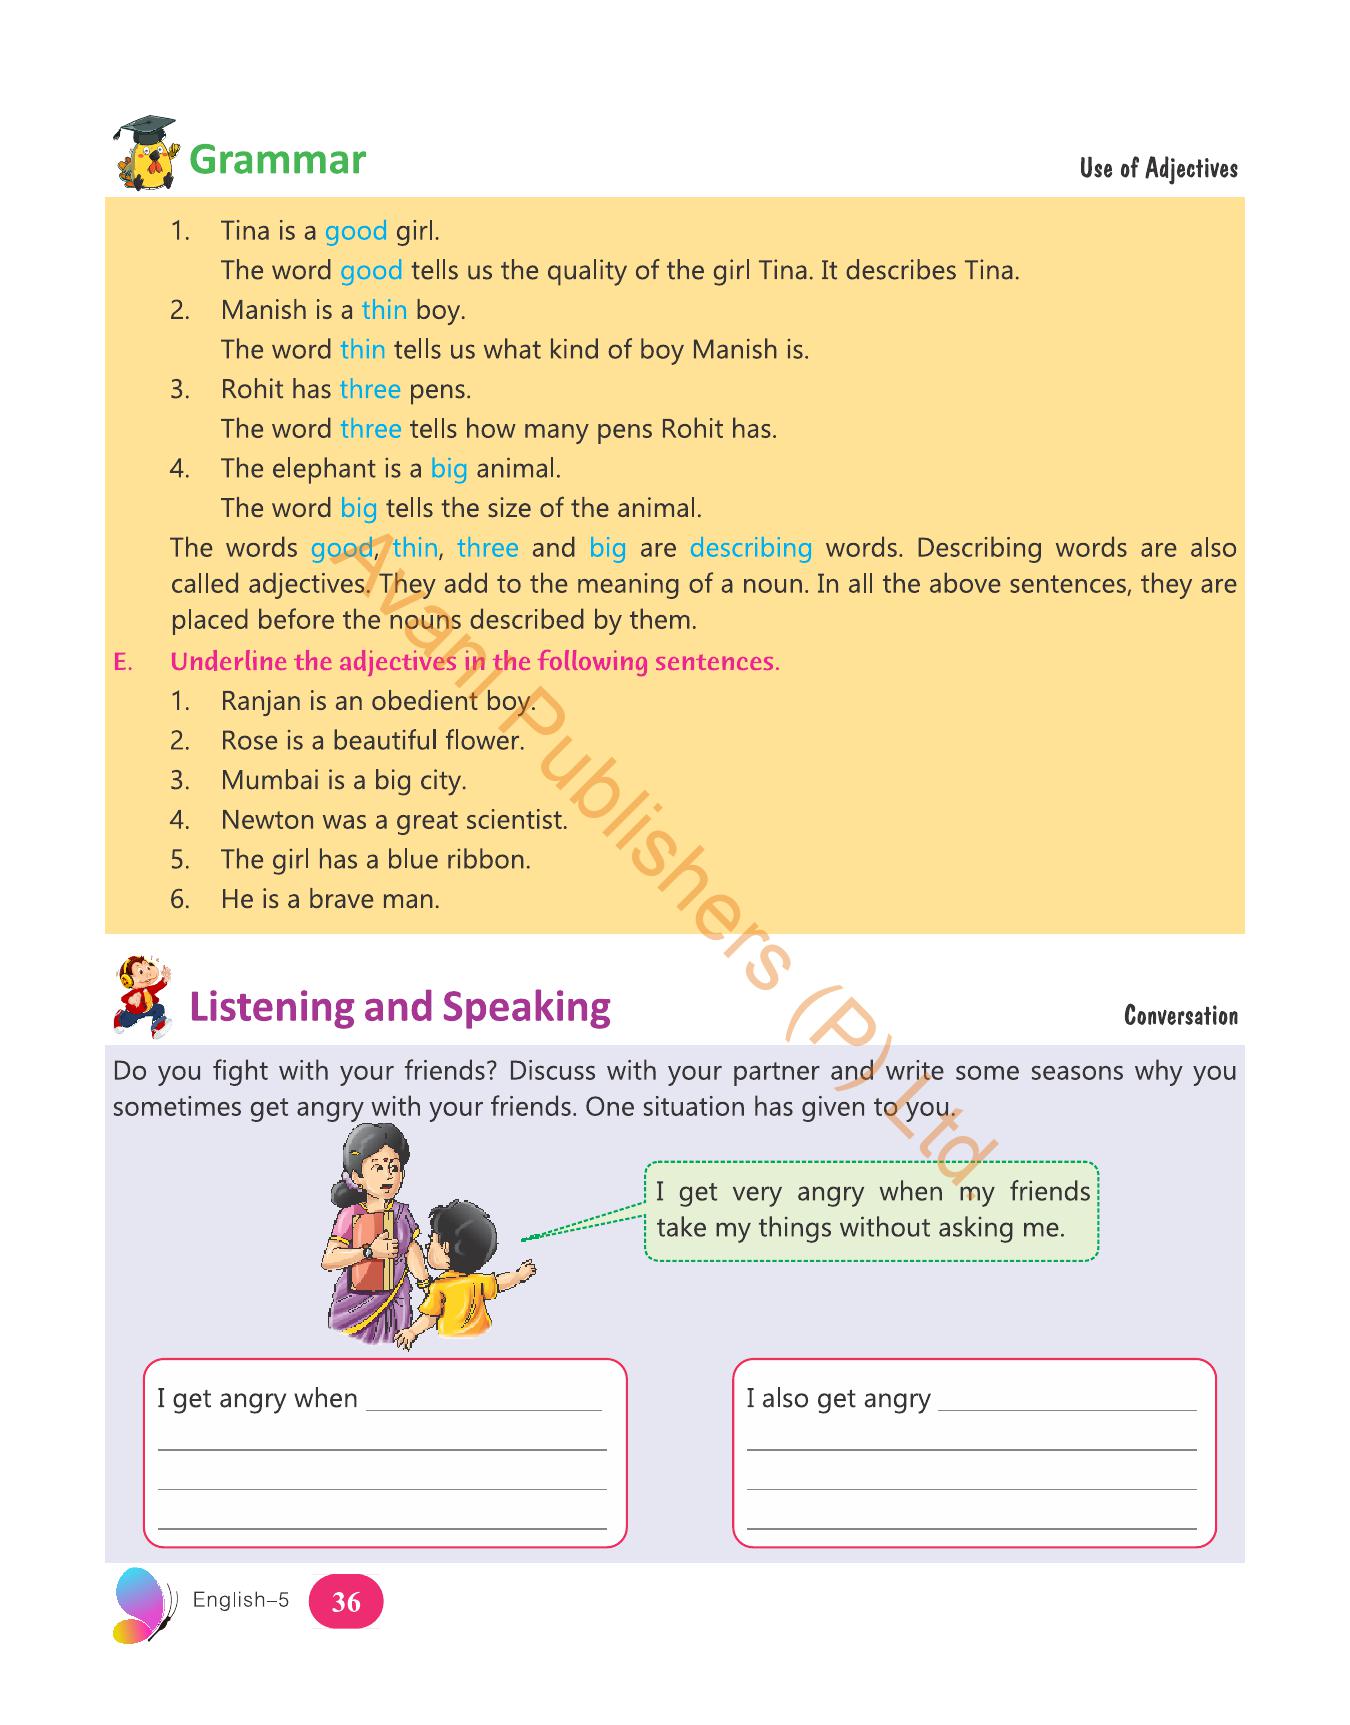 Grammar
Use of Adjectives
1. Tina is a good girl.
The word good tells us the quality of the girl Tina. It describes Tina.
2. Manish is a thin boy.
The word thin tells us what kind of boy Manish is.
3. Rohit has three pens.
The word three tells how many pens Rohit has.
4. The elephant is a big animal.
The word big tells the size of the animal.
The words good, thin, three and big are describing words. Describing words are also
called adjectives. They add to the meaning of a noun. In all the above sentences, they are
placed before the nouns described by them.
E. Underline the adjectives in the following sentences.
1. Ranjan is an obedient boy.
2. Rose is a beautiful flower.
3. Mumbai is a big city.
4. Newton was a great scientist.
5. The girl has a blue ribbon.
6. He is a brave man.
Avani Publishers (P) Ltd.
Listening and Speaking
Conversation
Do you fight with your friends? Discuss with your partner and write some seasons why you
sometimes get angry with your friends. One situation has given to you.
I get very angry when my friends
take my things without asking me.
I get angry when
I also get angry
English–5 36